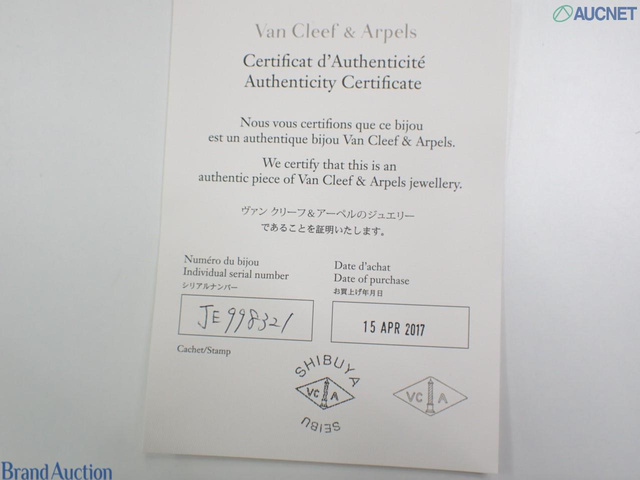 AUCNET
Van Cleef & Arpels
Certificat d'Authenticité
Authenticity Certificate
Nous vous certifions que ce bijou
est un authentique bijou Van Cleef & Arpels.
We certify that this is an
authentic piece of Van Cleef & Arpels jewellery.
ヴァン クリーフ&アーペルのジュエリー
であることを証明いたします。
Numéro du bijou
Individual serial number
シリアルナンバー
JE998321
Date d'achat
Date of purchase
お買上げ年月日
15 APR 2017
Cachet/Stamp
SHIBUYA
VC A
SEIBU
VC A
Brand Auction